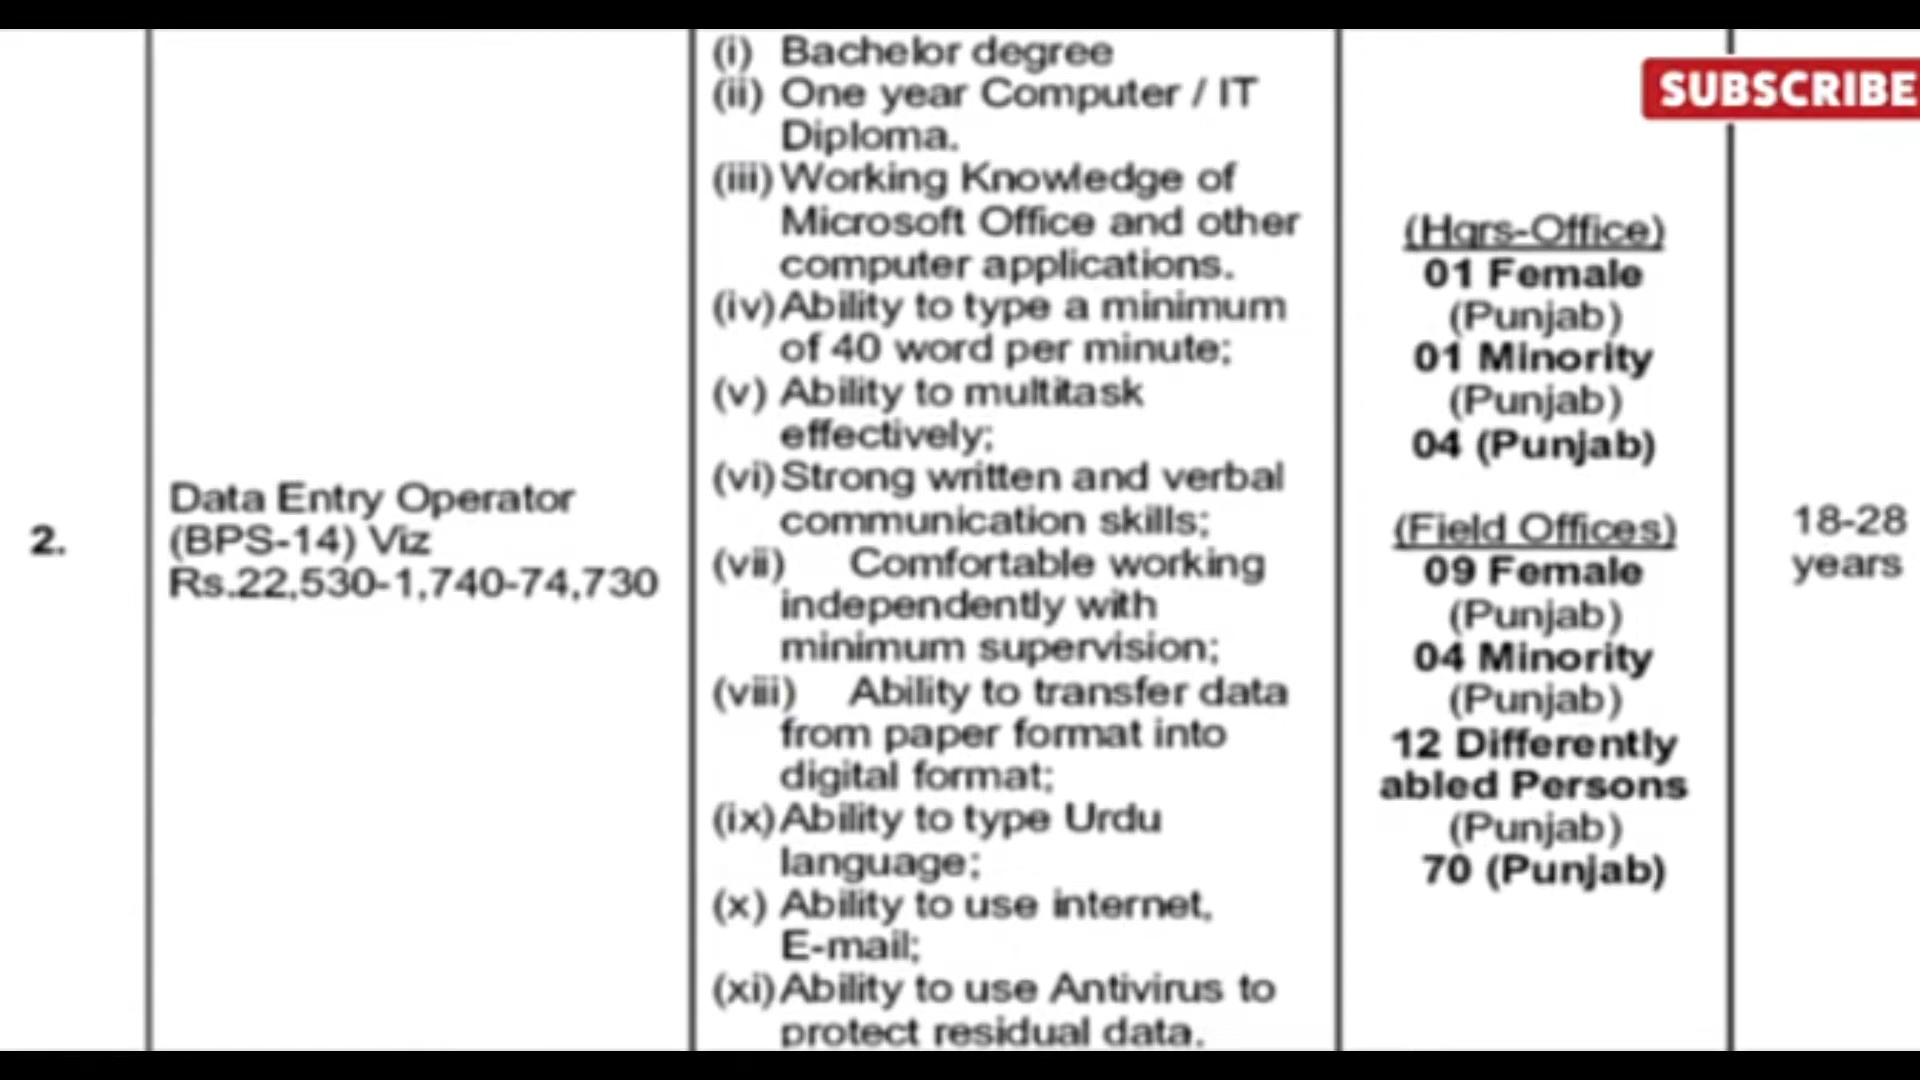 2.
Data Entry Operator
(BPS-14) Viz
Rs.22,530-1,740-74,730
(i) Bachelor degree
(ii) One year Computer / IT
Diploma.
(iii) Working Knowledge of
Microsoft Office and other
computer applications.
(iv) Ability to type a minimum
of 40 word per minute;
(v) Ability to multitask
effectively;
(vi) Strong written and verbal
communication skills;
(vii) Comfortable working
independently with
minimum supervision;
(viii) Ability to transfer data
from paper format into
digital format;
(ix) Ability to type Urdu
language;
(x) Ability to use internet,
E-mail;
(xi) Ability to use Antivirus to
protect residual data.
(Hqrs-Office)
01 Female
(Punjab)
01 Minority
(Punjab)
04 (Punjab)
(Field Offices)
09 Female
(Punjab)
04 Minority
(Punjab)
12 Differently
abled Persons
(Punjab)
70 (Punjab)
18-28
years
SUBSCRIBE